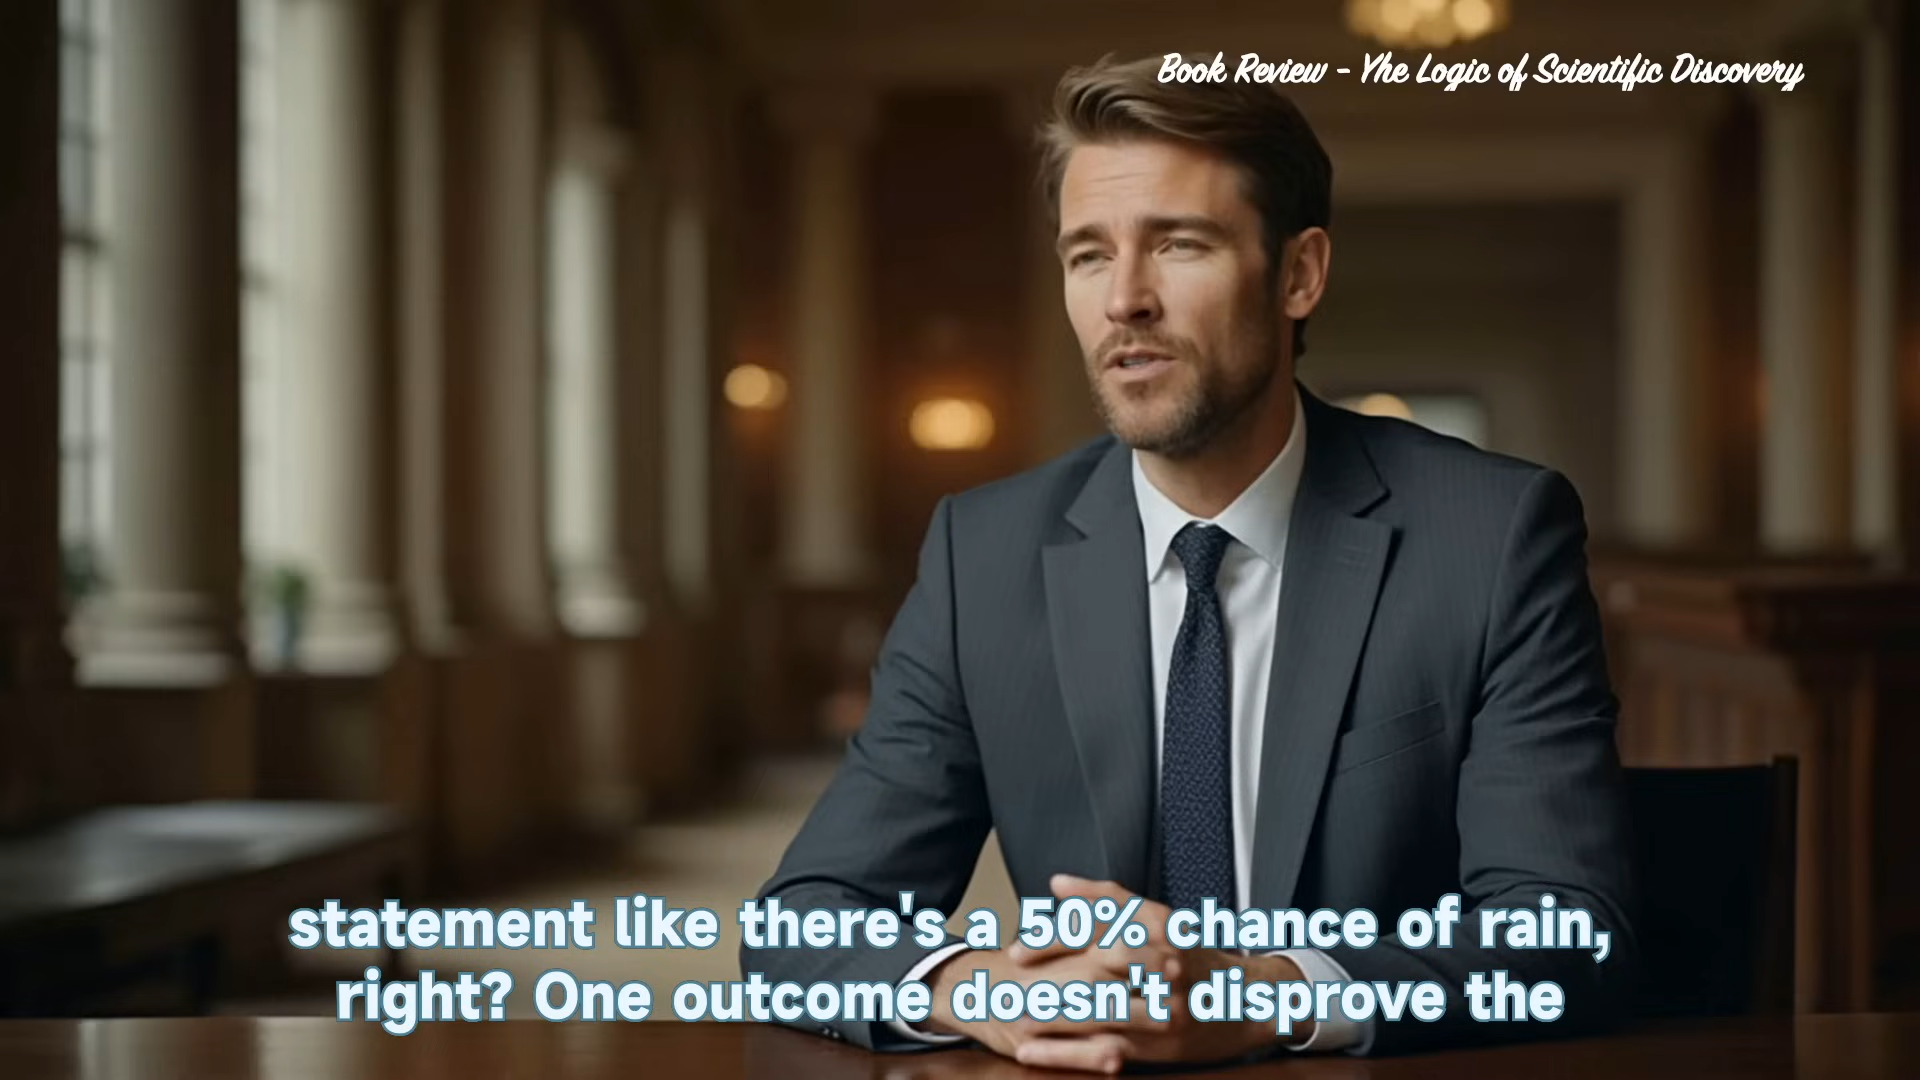 Book Review - The Logic of Scientific Discovery
statement like there's a 50% chance of rain,
right? One outcome doesn't disprove the